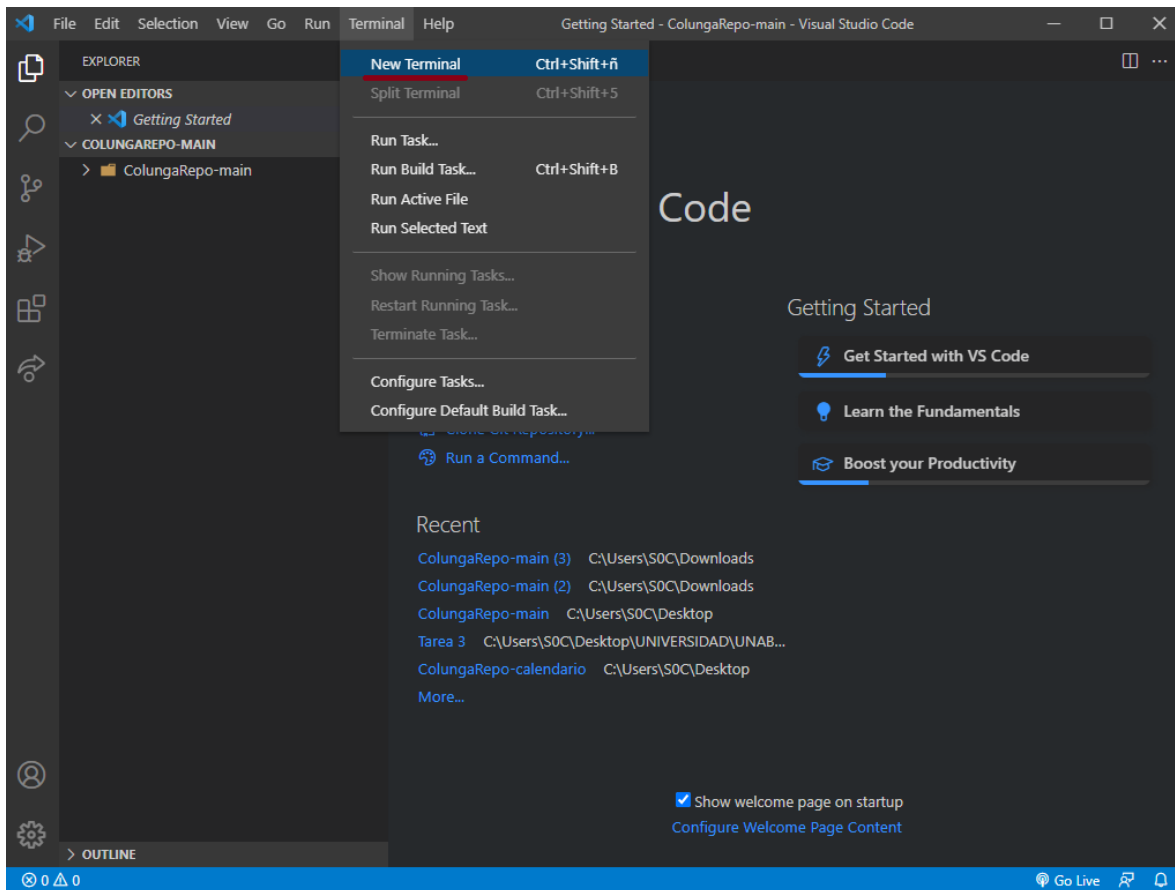 File Edit Selection View Go Run Terminal Help Getting Started - ColungaRepo-main - Visual Studio Code
EXPLORER
OPEN EDITORS
Getting Started
COLUNGAREPO-MAIN
ColungaRepo-main
OUTLINE
New Terminal Ctrl+Shift+ñ
Split Terminal Ctrl+Shift+5
Run Task...
Run Build Task... Ctrl+Shift+B
Run Active File
Run Selected Text
Show Running Tasks...
Restart Running Task...
Terminate Task...
Configure Tasks...
Configure Default Build Task...
Code
Clone Git Repository...
Run a Command...
Recent
ColungaRepo-main (3) C:\Users\S0C\Downloads
ColungaRepo-main (2) C:\Users\S0C\Downloads
ColungaRepo-main C:\Users\S0C\Desktop
Tarea 3 C:\Users\S0C\Desktop\UNIVERSIDAD\UNAB...
ColungaRepo-calendario C:\Users\S0C\Desktop
More...
Getting Started
Get Started with VS Code
Learn the Fundamentals
Boost your Productivity
Show welcome page on startup
Configure Welcome Page Content
0 0 Go Live